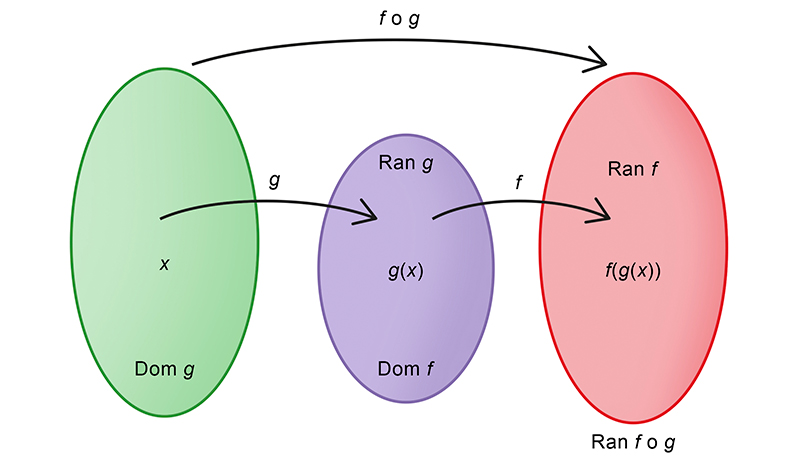 f o g
g
f
Ran g
Ran f
x
g(x)
f(g(x))
Dom g
Dom f
Ran f o g